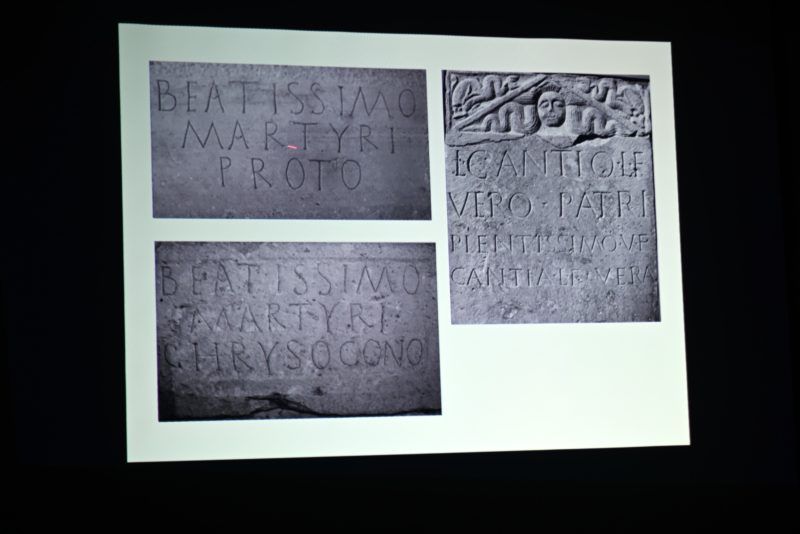 BEATISSIMO
MARTYRI
PROTO
BEATISSIMO
MARTYRI
CHRYSOGONO
L CANTIO L F
VERO · PATRI
PIENTISSIMO V F
CANTIA L F VERA